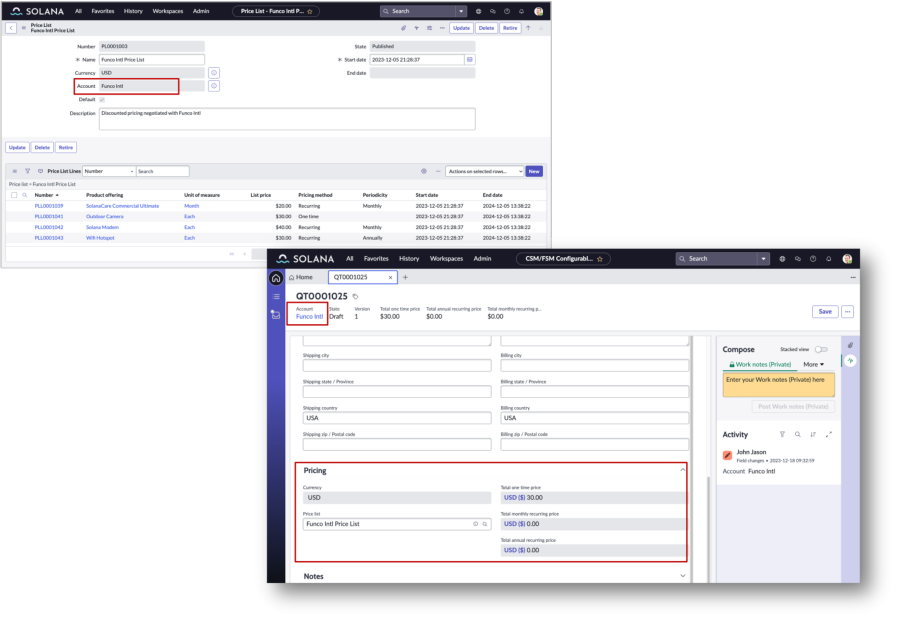 SOLANA All Favorites History Workspaces Admin Price List - Funco Intl P... ☆ Search
Price List
Funco Intl Price List
Update Delete Retire
Number PL0001003
State Published
* Name Funco Intl Price List
* Start date 2023-12-05 21:28:37
Currency USD
End date
Account Funco Intl
Default
Description Discounted pricing negotiated with Funco Intl
Update Delete Retire
Price List Lines Number Search Actions on selected rows... New
Price list = Funco Intl Price List
Number Product offering Unit of measure List price Pricing method Periodicity Start date End date
PLL0001039 SolanaCare Commercial Ultimate Month $20.00 Recurring Monthly 2023-12-05 21:28:37 2024-12-05 13:38:22
PLL0001041 Outdoor Camera Each $30.00 One time 2023-12-05 21:28:37 2024-12-05 13:38:22
PLL0001042 Solana Modem Each $40.00 Recurring Monthly 2023-12-05 21:28:37 2024-12-05 13:38:22
PLL0001043 Wifi Hotspot Each $30.00 Recurring Annually 2023-12-05 21:28:37 2024-12-05 13:38:22
SOLANA All Favorites History Workspaces Admin CSM/FSM Configurabl... ☆ Search
Home QT0001025 × +
QT0001025
Account State Version Total one time price Total annual recurring price Total monthly recurring p...
Funco Intl Draft 1 $30.00 $0.00 $0.00
Save
Shipping city
Billing city
Shipping state / Province
Billing state / Province
Shipping country
USA
Billing country
USA
Shipping zip / Postal code
Billing zip / Postal code
Pricing
Currency
USD
Total one time price
USD ($) 30.00
Price list
Funco Intl Price List
Total monthly recurring price
USD ($) 0.00
Total annual recurring price
USD ($) 0.00
Notes
Compose Stacked view
Work notes (Private) More
Enter your Work notes (Private) here
Post Work notes (Private)
Activity
John Jason
Field changes • 2023-12-18 09:32:59
Account Funco Intl